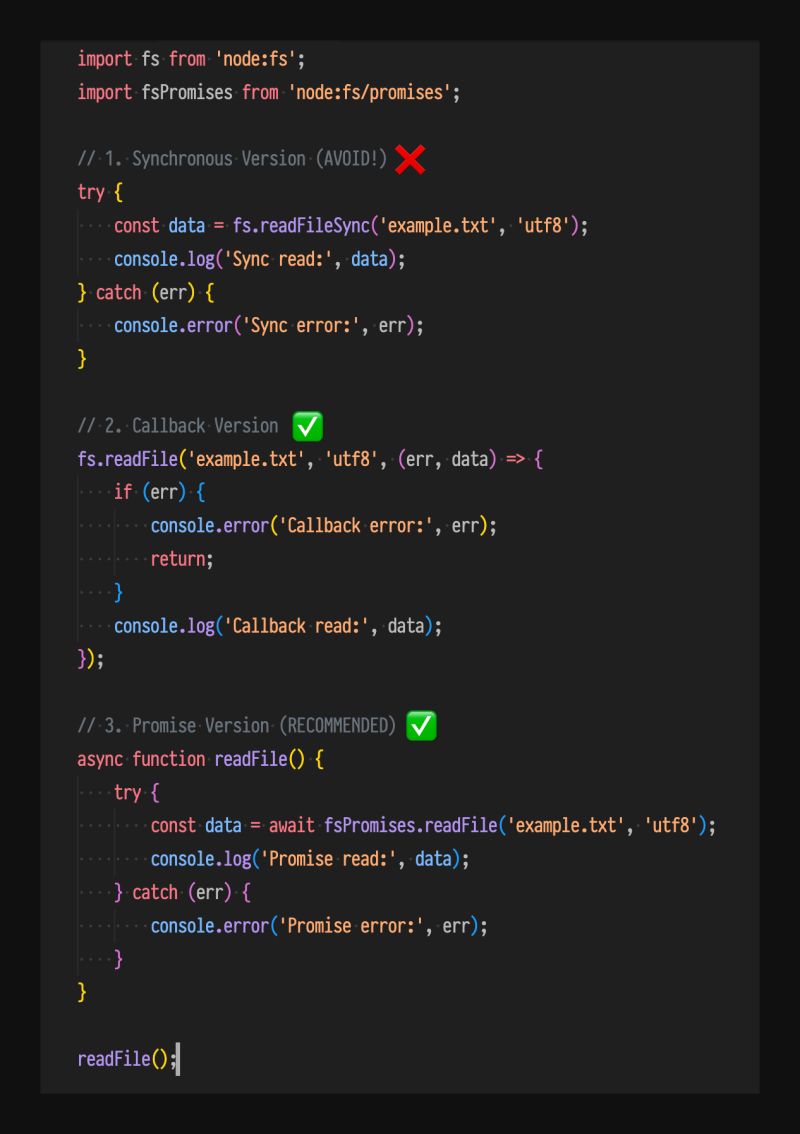 import fs from 'node:fs';
import fsPromises from 'node:fs/promises';

// 1. Synchronous Version (AVOID!) ❌
try {
    const data = fs.readFileSync('example.txt', 'utf8');
    console.log('Sync read:', data);
} catch (err) {
    console.error('Sync error:', err);
}

// 2. Callback Version ✅
fs.readFile('example.txt', 'utf8', (err, data) => {
    if (err) {
        console.error('Callback error:', err);
        return;
    }
    console.log('Callback read:', data);
});

// 3. Promise Version (RECOMMENDED) ✅
async function readFile() {
    try {
        const data = await fsPromises.readFile('example.txt', 'utf8');
        console.log('Promise read:', data);
    } catch (err) {
        console.error('Promise error:', err);
    }
}

readFile();